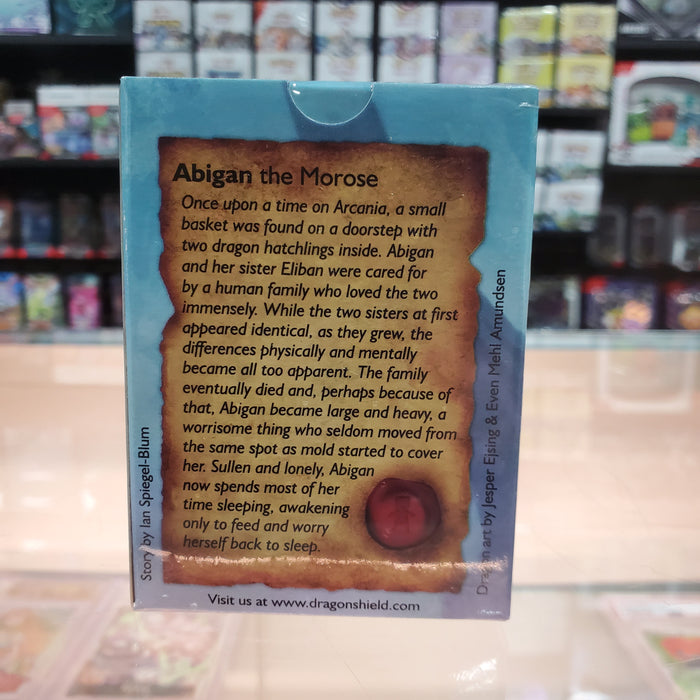 Abigan the Morose
Once upon a time on Arcania, a small
basket was found on a doorstep with
two dragon hatchlings inside. Abigan
and her sister Eliban were cared for
by a human family who loved the two
immensely. While the two sisters at first
appeared identical, as they grew, the
differences physically and mentally
became all too apparent. The family
eventually died and, perhaps because of
that, Abigan became large and heavy, a
worrisome thing who seldom moved from
the same spot as mold started to cover
her. Sullen and lonely, Abigan
now spends most of her
time sleeping, awakening
only to feed and worry
herself back to sleep.
Story by Ian Spiegel-Blum
Dragon art by Jesper Ejsing & Even Mehl Amundsen
Visit us at www.dragonshield.com